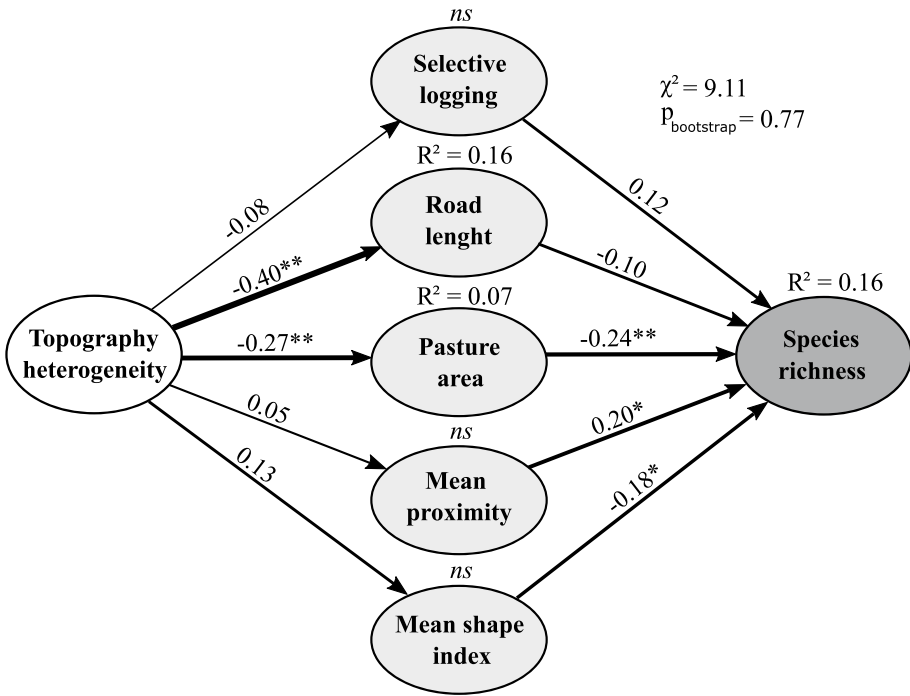 ns
Selective
logging
χ² = 9.11
p bootstrap = 0.77
R² = 0.16
0.12
Road
lenght
-0.08
-0.40**
-0.10
R² = 0.07
R² = 0.16
Topography
heterogeneity
-0.27**
Pasture
area
-0.24**
Species
richness
0.05
ns
0.20*
Mean
proximity
0.13
-0.18*
ns
Mean shape
index